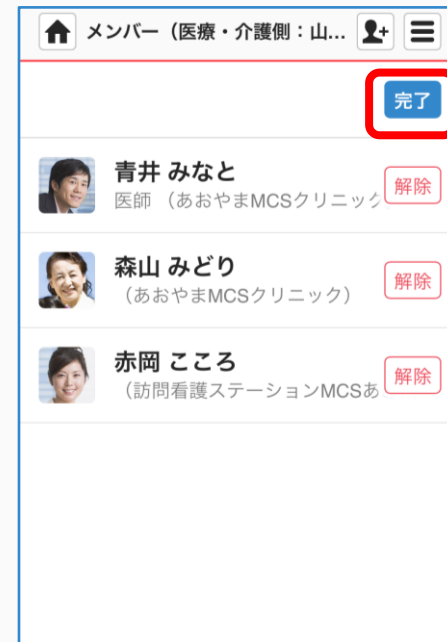 メンバー（医療・介護側：山...
完了
青井 みなと
医師 （あおやまMCSクリニック
解除
森山 みどり
（あおやまMCSクリニック）
解除
赤岡 こころ
（訪問看護ステーションMCSあ
解除